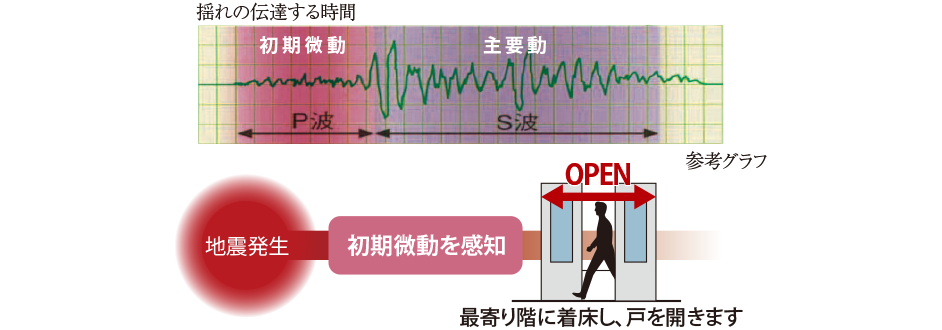 揺れの伝達する時間
初期微動
主要動
P波
S波
参考グラフ
OPEN
地震発生
初期微動を感知
最寄り階に着床し、戸を開きます